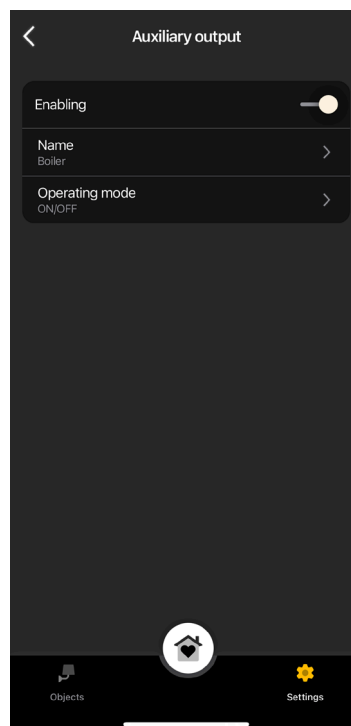 Auxiliary output
Enabling
Name
Boiler
Operating mode
ON/OFF
Objects
Settings